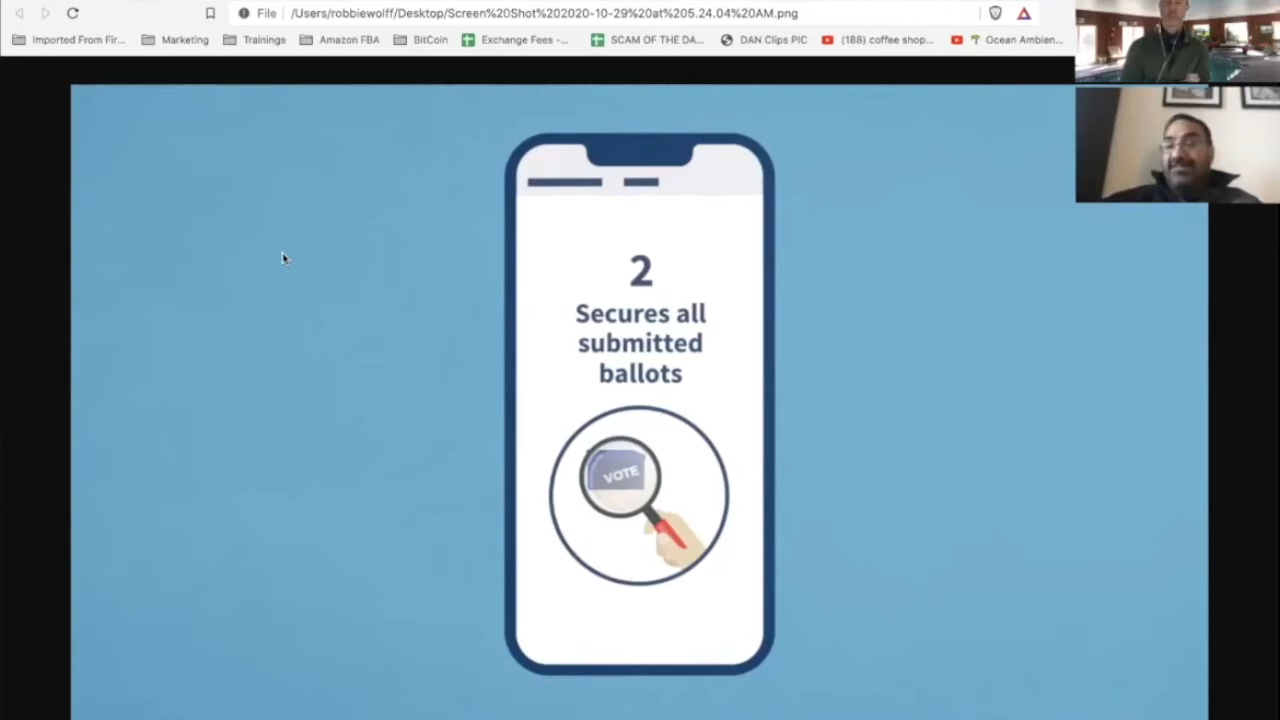 File /Users/robbiewolff/Desktop/Screen%20Shot%202020-10-29%20at%205.24.04%20AM.png
Imported From Fir... Marketing Trainings Amazon FBA BitCoin Exchange Fees -... SCAM OF THE DA... DAN Clips PIC (188) coffee shop... Ocean Ambien...
2
Secures all
submitted
ballots
VOTE